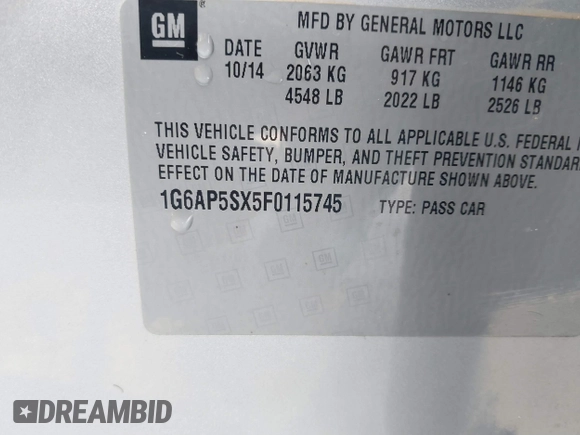 GM
MFD BY GENERAL MOTORS LLC
DATE GVWR GAWR FRT GAWR RR
10/14 2063 KG 917 KG 1146 KG
4548 LB 2022 LB 2526 LB
THIS VEHICLE CONFORMS TO ALL APPLICABLE U.S. FEDERAL
VEHICLE SAFETY, BUMPER, AND THEFT PREVENTION STANDAR
EFFECT ON THE DATE OF MANUFACTURE SHOWN ABOVE.
1G6AP5SX5F0115745 TYPE: PASS CAR
DREAMBID